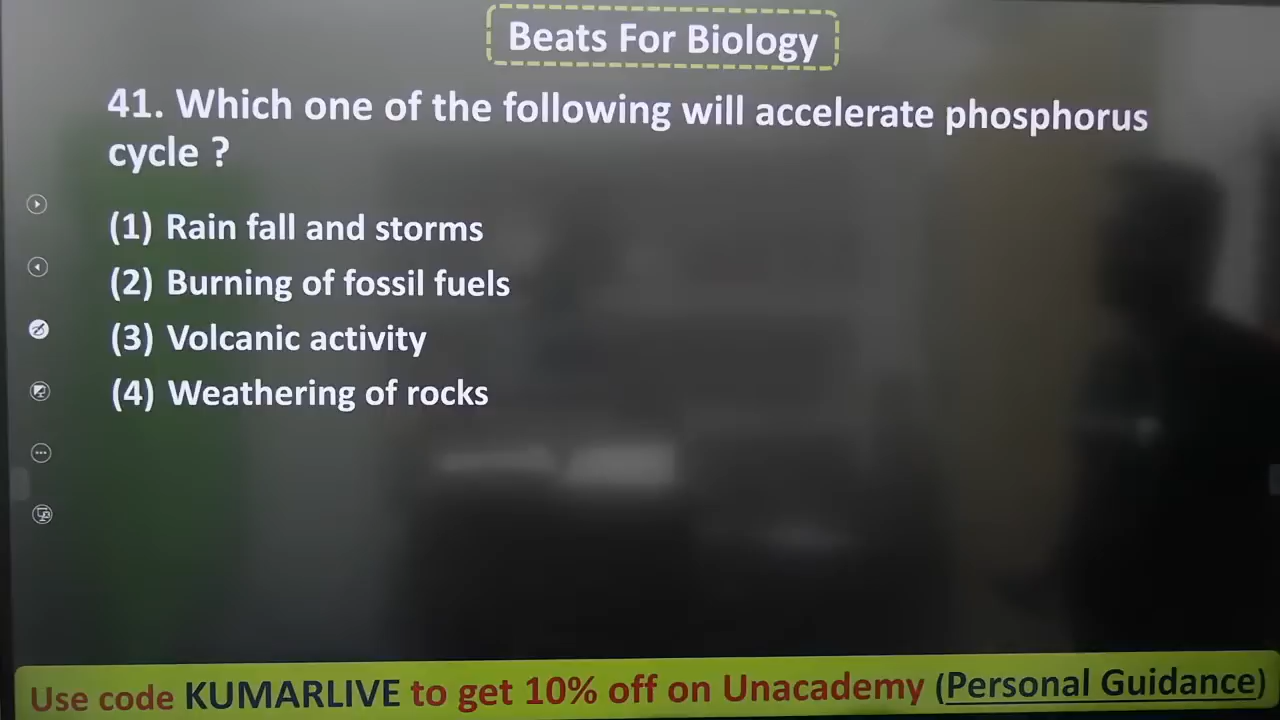 Beats For Biology
41. Which one of the following will accelerate phosphorus
cycle ?
(1) Rain fall and storms
(2) Burning of fossil fuels
(3) Volcanic activity
(4) Weathering of rocks
Use code KUMARLIVE to get 10% off on Unacademy (Personal Guidance)